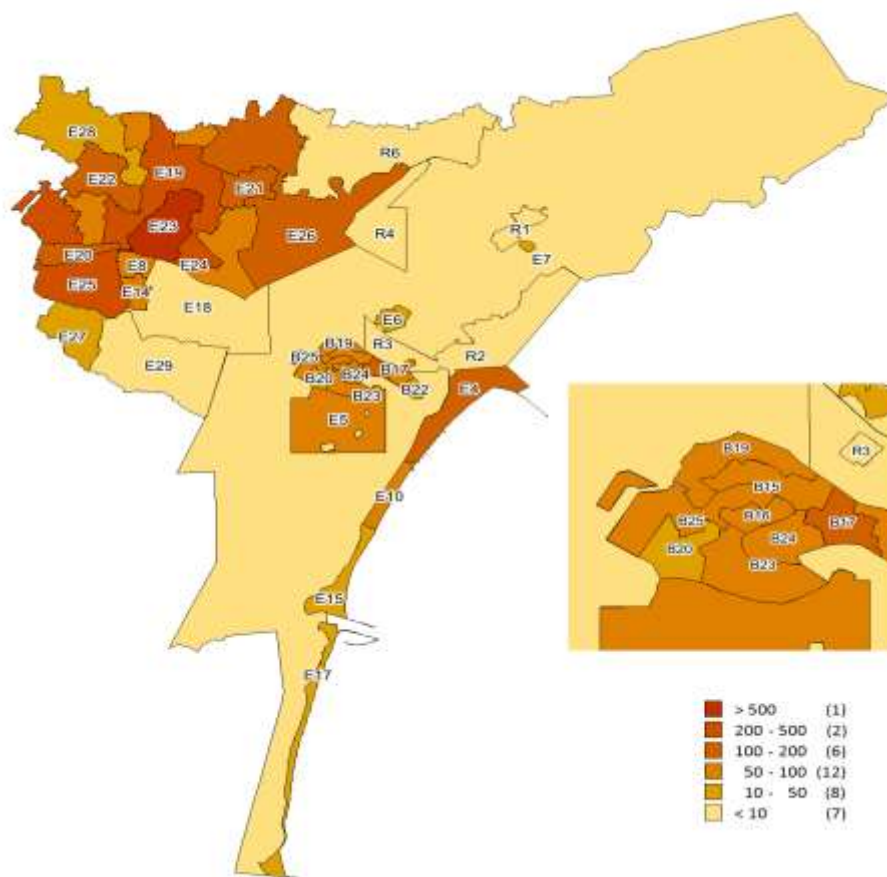 E28
E22
E19
E21
R6
E23
E26
R4
R1
E7
E20
E8
E24
E25
E14
E18
E6
E27
B19
R3
R2
E29
B25
B17
B20
B24
B22
E4
B23
E5
E10
E15
E17
B19
R3
B15
B25
B16
B17
B20
B24
B23
> 500 (1)
200 - 500 (2)
100 - 200 (6)
50 - 100 (12)
10 - 50 (8)
< 10 (7)